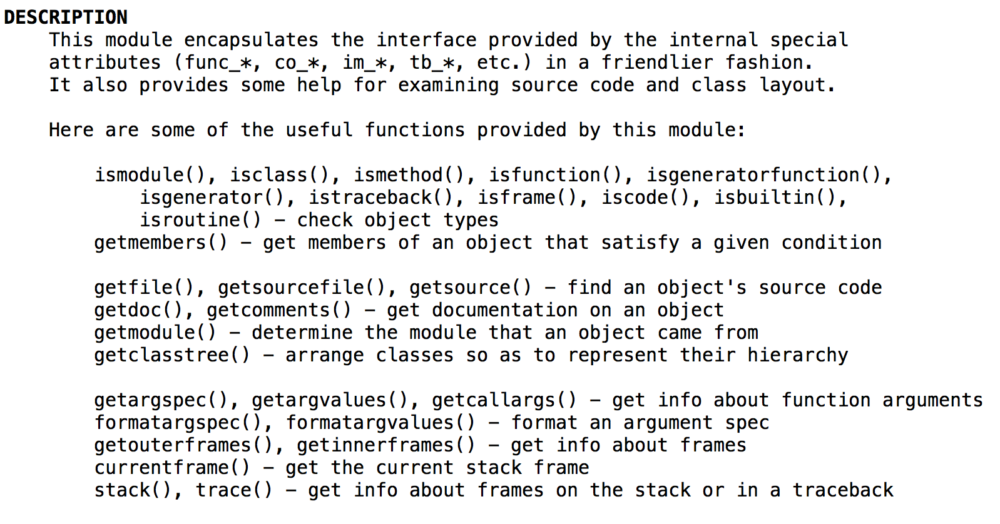 DESCRIPTION
This module encapsulates the interface provided by the internal special
attributes (func_*, co_*, im_*, tb_*, etc.) in a friendlier fashion.
It also provides some help for examining source code and class layout.
Here are some of the useful functions provided by this module:
ismodule(), isclass(), ismethod(), isfunction(), isgeneratorfunction(),
isgenerator(), istraceback(), isframe(), iscode(), isbuiltin(),
isroutine() - check object types
getmembers() - get members of an object that satisfy a given condition
getfile(), getsourcefile(), getsource() - find an object's source code
getdoc(), getcomments() - get documentation on an object
getmodule() - determine the module that an object came from
getclasstree() - arrange classes so as to represent their hierarchy
getargspec(), getargvalues(), getcallargs() - get info about function arguments
formatargspec(), formatargvalues() - format an argument spec
getouterframes(), getinnerframes() - get info about frames
currentframe() - get the current stack frame
stack(), trace() - get info about frames on the stack or in a traceback